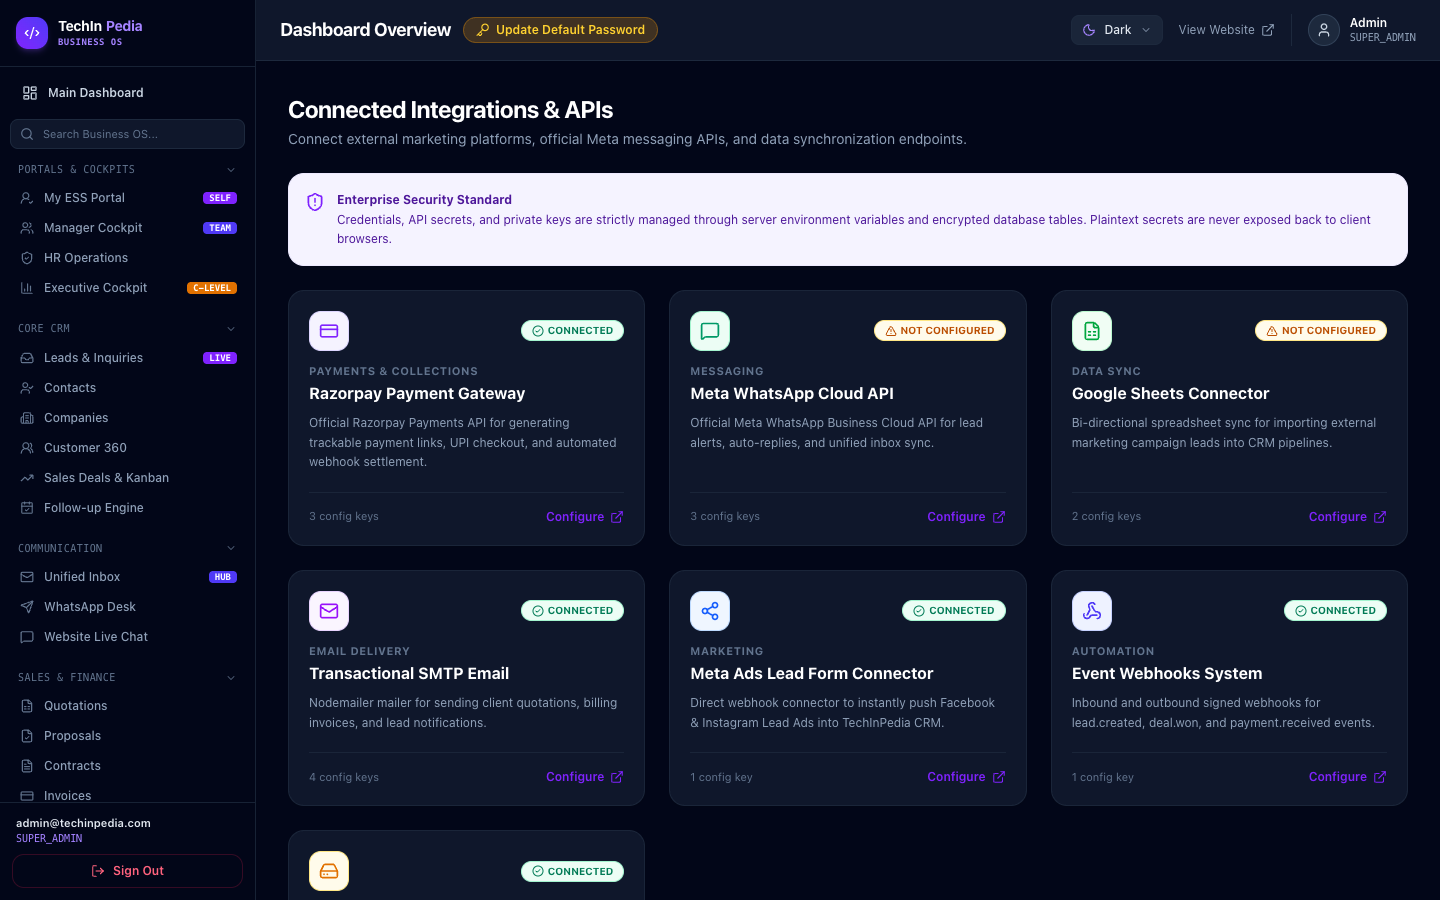 TechIn Pedia
BUSINESS OS
Main Dashboard
Search Business OS...
PORTALS & COCKPITS
My ESS Portal SELF
Manager Cockpit TEAM
HR Operations
Executive Cockpit C-LEVEL
CORE CRM
Leads & Inquiries LIVE
Contacts
Companies
Customer 360
Sales Deals & Kanban
Follow-up Engine
COMMUNICATION
Unified Inbox HUB
WhatsApp Desk
Website Live Chat
SALES & FINANCE
Quotations
Proposals
Contracts
Invoices
admin@techinpedia.com
SUPER_ADMIN
Sign Out
Dashboard Overview
Update Default Password
Dark
View Website
Admin
SUPER_ADMIN
Connected Integrations & APIs
Connect external marketing platforms, official Meta messaging APIs, and data synchronization endpoints.
Enterprise Security Standard
Credentials, API secrets, and private keys are strictly managed through server environment variables and encrypted database tables. Plaintext secrets are never exposed back to client
browsers.
CONNECTED
PAYMENTS & COLLECTIONS
Razorpay Payment Gateway
Official Razorpay Payments API for generating
trackable payment links, UPI checkout, and automated
webhook settlement.
3 config keys
Configure
NOT CONFIGURED
MESSAGING
Meta WhatsApp Cloud API
Official Meta WhatsApp Business Cloud API for lead
alerts, auto-replies, and unified inbox sync.
3 config keys
Configure
NOT CONFIGURED
DATA SYNC
Google Sheets Connector
Bi-directional spreadsheet sync for importing external
marketing campaign leads into CRM pipelines.
2 config keys
Configure
CONNECTED
EMAIL DELIVERY
Transactional SMTP Email
Nodemailer mailer for sending client quotations, billing
invoices, and lead notifications.
4 config keys
Configure
CONNECTED
MARKETING
Meta Ads Lead Form Connector
Direct webhook connector to instantly push Facebook
& Instagram Lead Ads into TechInPedia CRM.
1 config key
Configure
CONNECTED
AUTOMATION
Event Webhooks System
Inbound and outbound signed webhooks for
lead.created, deal.won, and payment.received events.
1 config key
Configure
CONNECTED